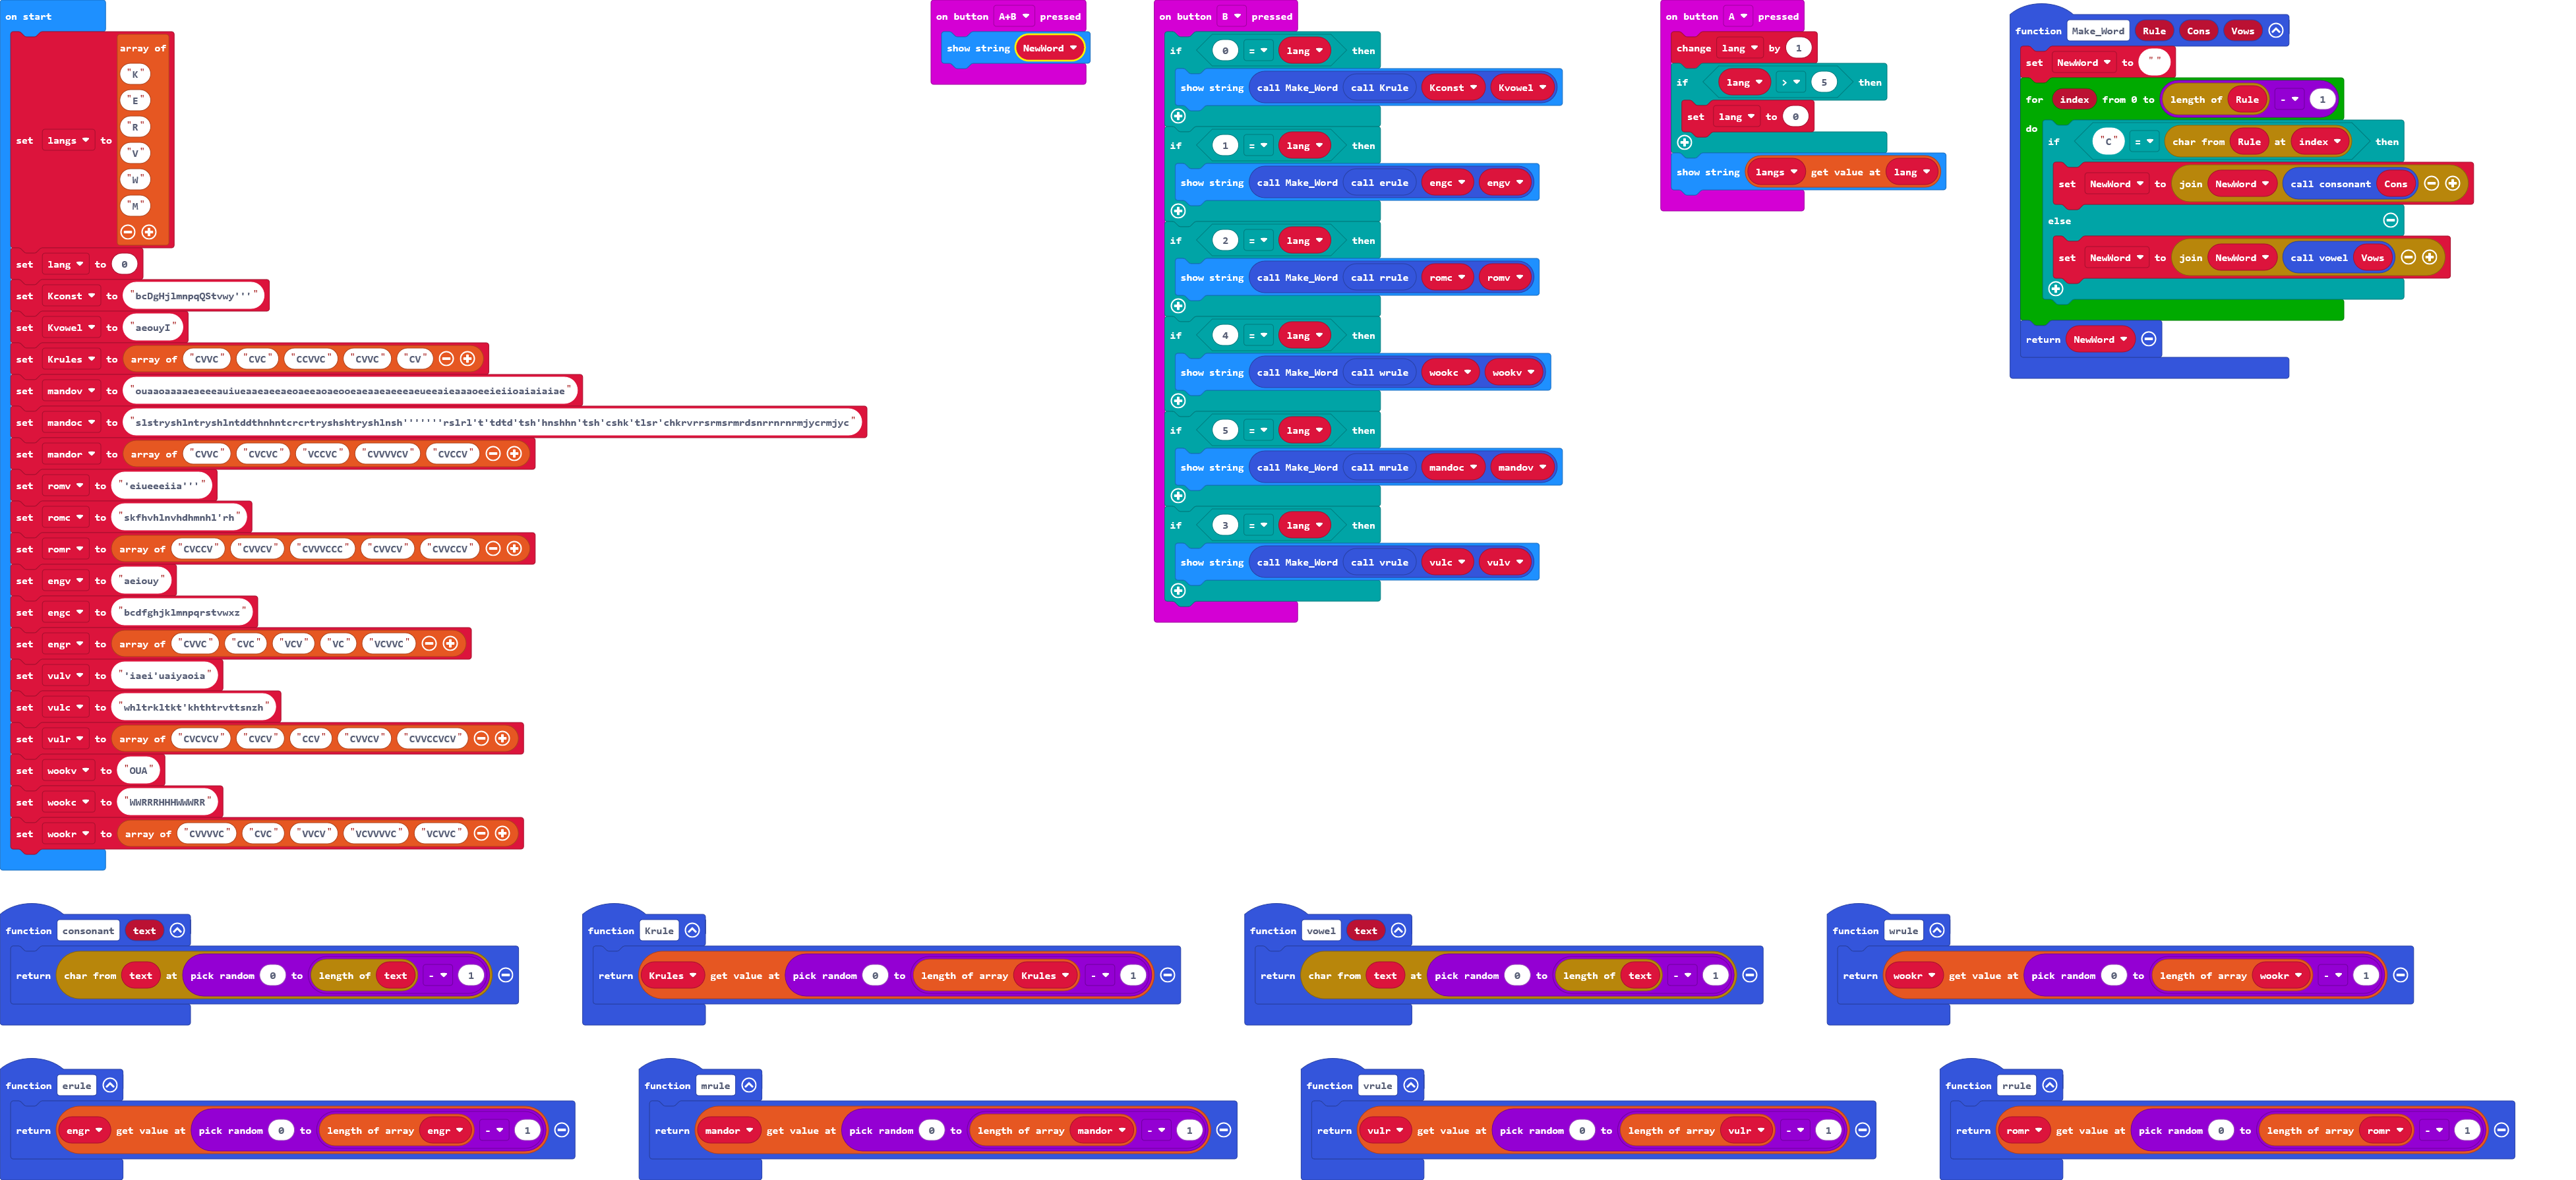 on start
set langs to array of
"K"
"E"
"R"
"V"
"W"
"M"
set lang to 0
set Kconst to "bcDgHjlmnpqQStvwy'''"
set Kvowel to "aeouyI"
set Krules to array of "CVVC" "CVC" "CCVVC" "CVVC" "CV"
set mandov to
set mandoc to
set mandor to array of "CVVC" "CVCVC" "VCCVC" "CVVVVCV" "CVCCV"
set romv to "'eiueeeiia'''"
set romc to "skfhvhlnvhdhmnhl'rh"
set romr to array of "CVCCV" "CVVCV" "CVVVCCC" "CVVCV" "CVVCCV"
set engv to "aeiouy"
set engc to "bcdfghjklmnpqrstvwxz"
set engr to array of "CVVC" "CVC" "VCV" "VC" "VCVVC"
set vulv to "'iaei'uaiyaoia"
set vulc to "whltrkltkt'khthtrvttsnzh"
set vulr to array of "CVCVCV" "CVCV" "CCV" "CVVCV" "CVVCCVCV"
set wookv to "OUA"
set wookc to "WWRRRHHHWWWRR"
set wookr to array of "CVVVVC" "CVC" "VVCV" "VCVVVVC" "VCVVC"
on button A+B pressed
show string NewWord
on button B pressed
if 0 = lang then
show string call Make_Word call Krule Kconst Kvowel
if 1 = lang then
show string call Make_Word call erule engc engv
if 2 = lang then
show string call Make_Word call rrule romc romv
if 4 = lang then
show string call Make_Word call wrule wookc wookv
if 5 = lang then
show string call Make_Word call mrule mandoc mandov
if 3 = lang then
show string call Make_Word call vrule vulc vulv
on button A pressed
change lang by 1
if lang > 5 then
set lang to 0
show string langs get value at lang
function Make_Word Rule Cons Vows
set NewWord to ""
for index from 0 to length of Rule - 1
do
if "C" = char from Rule at index then
set NewWord to join NewWord call consonant Cons
else
set NewWord to join NewWord call vowel Vows
return NewWord
function consonant text
return char from text at pick random 0 to length of text - 1
function Krule
return Krules get value at pick random 0 to length of array Krules - 1
function vowel text
return char from text at pick random 0 to length of text - 1
function wrule
return wookr get value at pick random 0 to length of array wookr - 1
function erule
return engr get value at pick random 0 to length of array engr - 1
function mrule
return mandor get value at pick random 0 to length of array mandor - 1
function vrule
return vulr get value at pick random 0 to length of array vulr - 1
function rrule
return romr get value at pick random 0 to length of array romr - 1